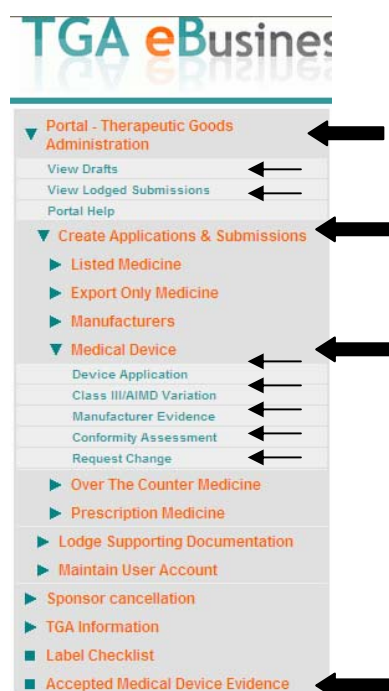 TGA eBusines
Portal - Therapeutic Goods
Administration
View Drafts
View Lodged Submissions
Portal Help
Create Applications & Submissions
Listed Medicine
Export Only Medicine
Manufacturers
Medical Device
Device Application
Class III/AIMD Variation
Manufacturer Evidence
Conformity Assessment
Request Change
Over The Counter Medicine
Prescription Medicine
Lodge Supporting Documentation
Maintain User Account
Sponsor cancellation
TGA Information
Label Checklist
Accepted Medical Device Evidence